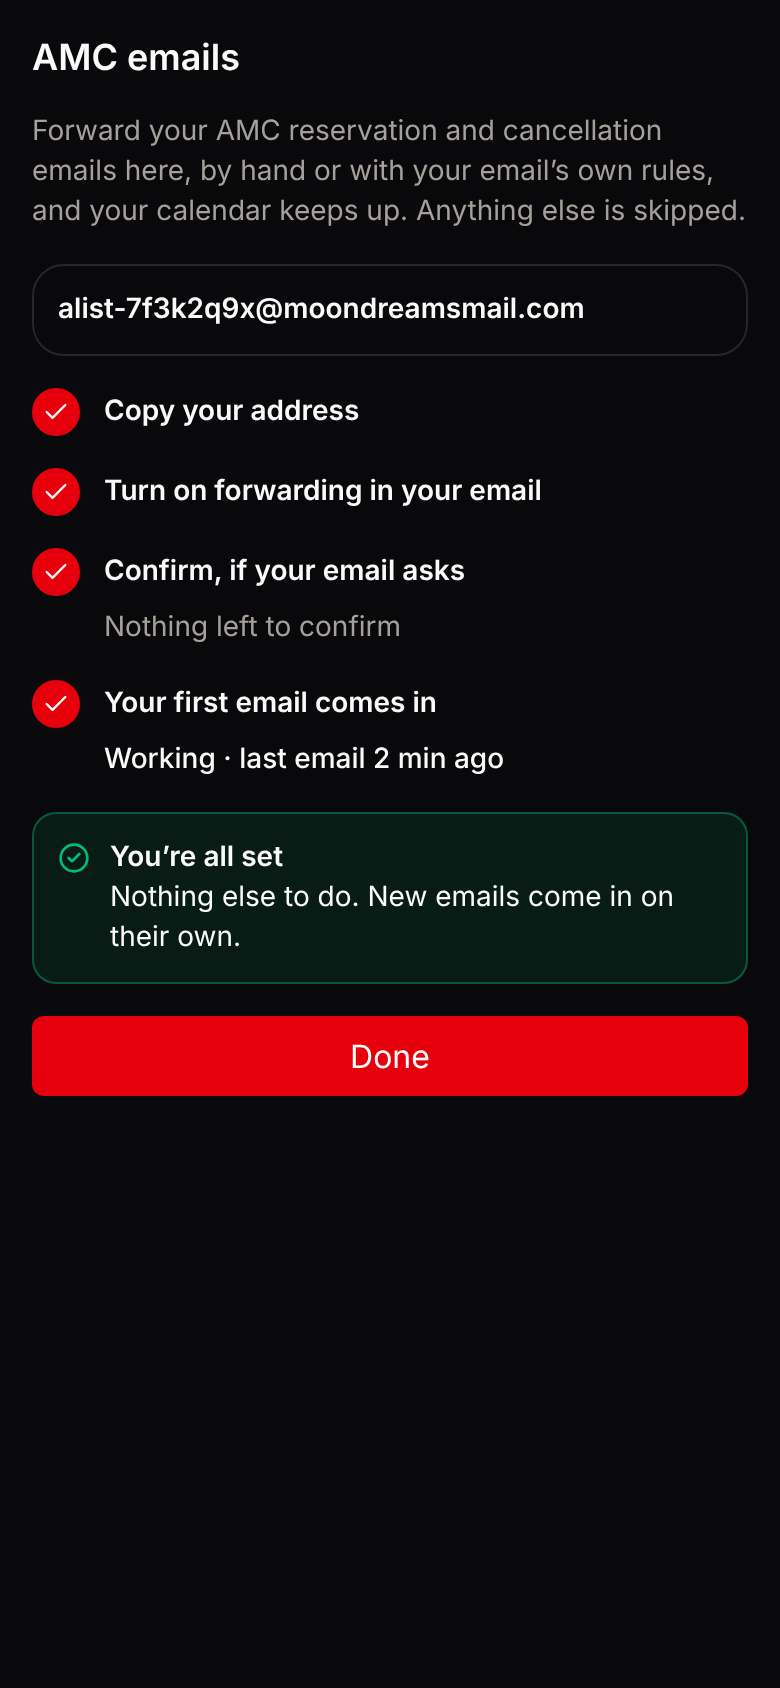 AMC emails
Forward your AMC reservation and cancellation
emails here, by hand or with your email’s own rules,
and your calendar keeps up. Anything else is skipped.
alist-7f3k2q9x@moondreamsmail.com
Copy your address
Turn on forwarding in your email
Confirm, if your email asks
Nothing left to confirm
Your first email comes in
Working · last email 2 min ago
You’re all set
Nothing else to do. New emails come in on
their own.
Done